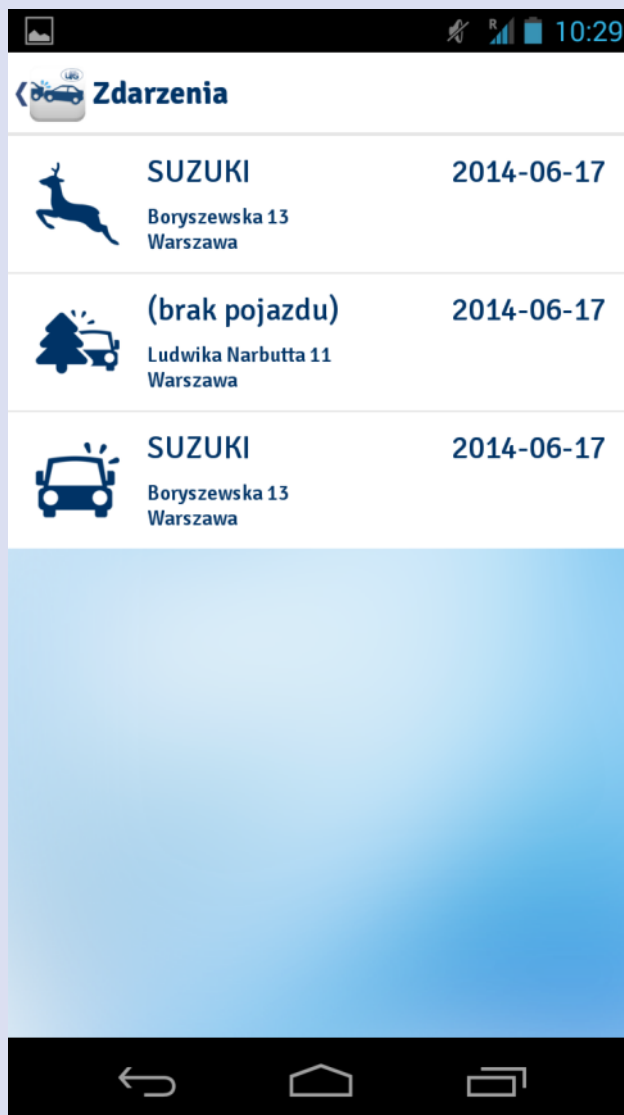 R 10:29
UFG
Zdarzenia
SUZUKI 2014-06-17
Boryszewska 13
Warszawa
(brak pojazdu) 2014-06-17
Ludwika Narbutta 11
Warszawa
SUZUKI 2014-06-17
Boryszewska 13
Warszawa